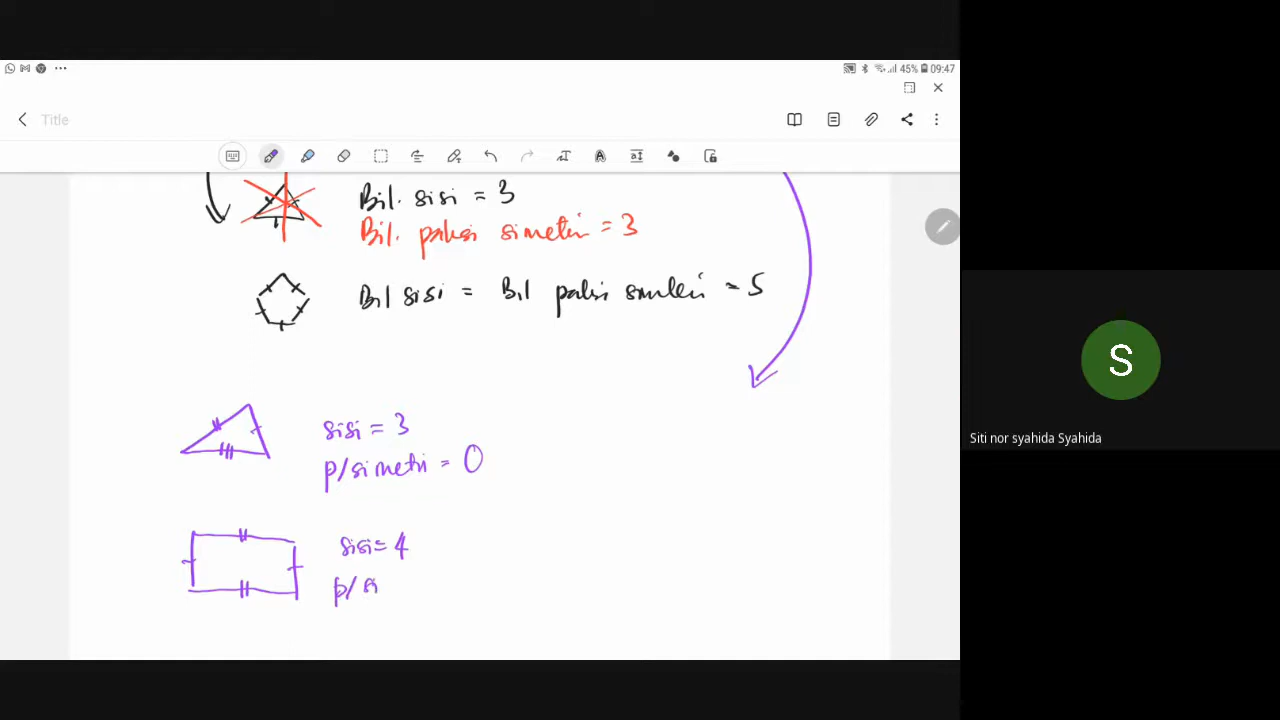 45% 09:47
Title
Bil. sisi = 3
Bil. paksi simetri = 3
Bil sisi = Bil paksi simetri = 5
sisi = 3
p/simetri = 0
sisi = 4
p/si
S
Siti nor syahida Syahida